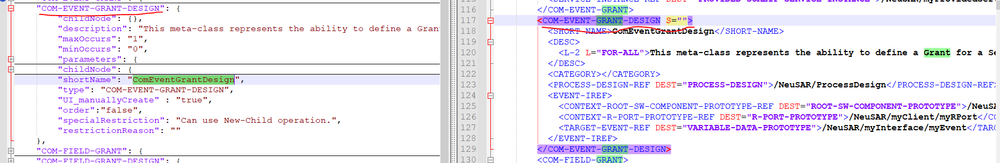 "COM-EVENT-GRANT-DESIGN": {
"childNode": {},
"description": "This meta-class represents the ability to define a Gran
"maxOccurs": "1",
"minOccurs": "0",
"parameters": {
"childNode": {
"shortName": "ComEventGrantDesign",
"type": "COM-EVENT-GRANT-DESIGN",
"UI_manuallyCreate" : "true",
"order":"false",
"specialRestriction": "Can use New-Child operation.",
"restrictionReason": ""
},
"COM-FIELD-GRANT": {
"COM-FIELD-GRANT-DESIGN": {
116 </COM-EVENT-GRANT>
117 <COM-EVENT-GRANT-DESIGN S="">
118 <SHORT-NAME>ComEventGrantDesign</SHORT-NAME>
119 <DESC>
120 <L-2 L="FOR-ALL">This meta-class represents the ability to define a Grant for a Se
121 </DESC>
122 <CATEGORY></CATEGORY>
123 <PROCESS-DESIGN-REF DEST="PROCESS-DESIGN">/NeuSAR/ProcessDesign</PROCESS-DESIGN-REF>
124 <EVENT-IREF>
125 <CONTEXT-ROOT-SW-COMPONENT-PROTOTYPE-REF DEST="ROOT-SW-COMPONENT-PROTOTYPE">/NeuSA
126 <CONTEXT-R-PORT-PROTOTYPE-REF DEST="R-PORT-PROTOTYPE">/NeuSAR/myClient/myRPort</CO
127 <TARGET-EVENT-REF DEST="VARIABLE-DATA-PROTOTYPE">/NeuSAR/myInterface/myEvent</TARG
128 </EVENT-IREF>
129 </COM-EVENT-GRANT-DESIGN>
130 <COM-FIELD-GRANT>